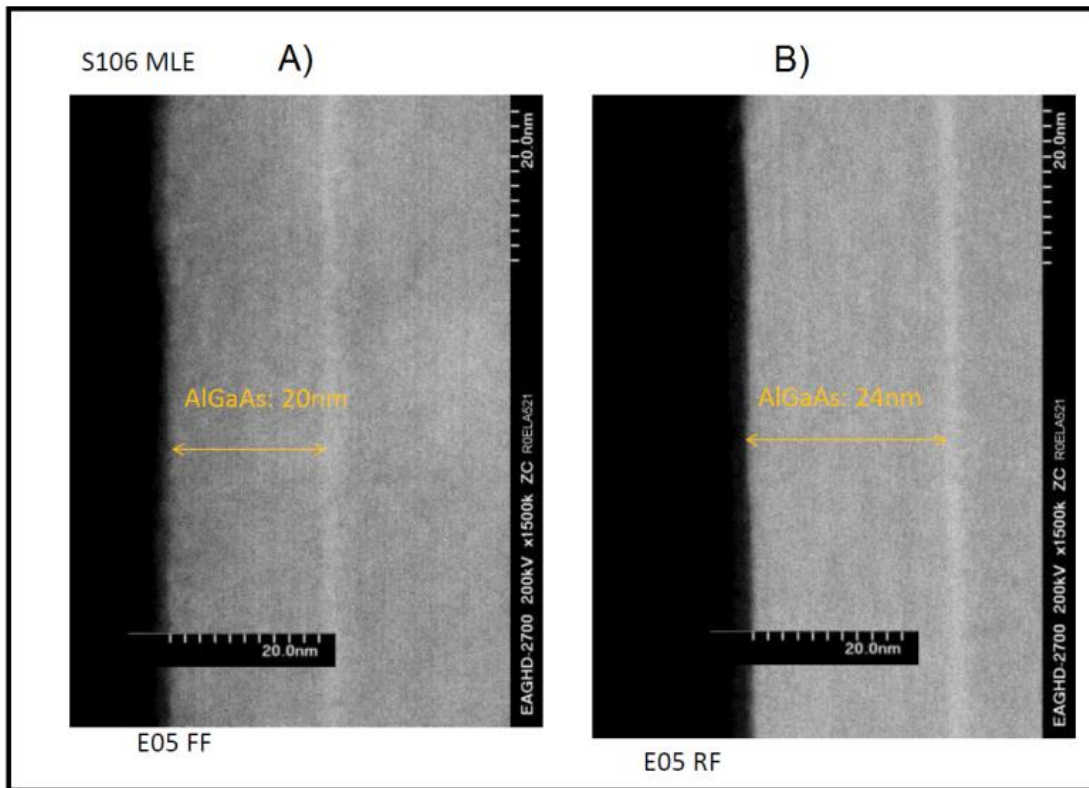 S106 MLE
A)
B)
20.0nm
20.0nm
AlGaAs: 20nm
AlGaAs: 24nm
20.0nm
20.0nm
EAGHD-2700 200kV x1500k ZC R0ELA521
EAGHD-2700 200kV x1500k ZC R0ELA521
E05 FF
E05 RF